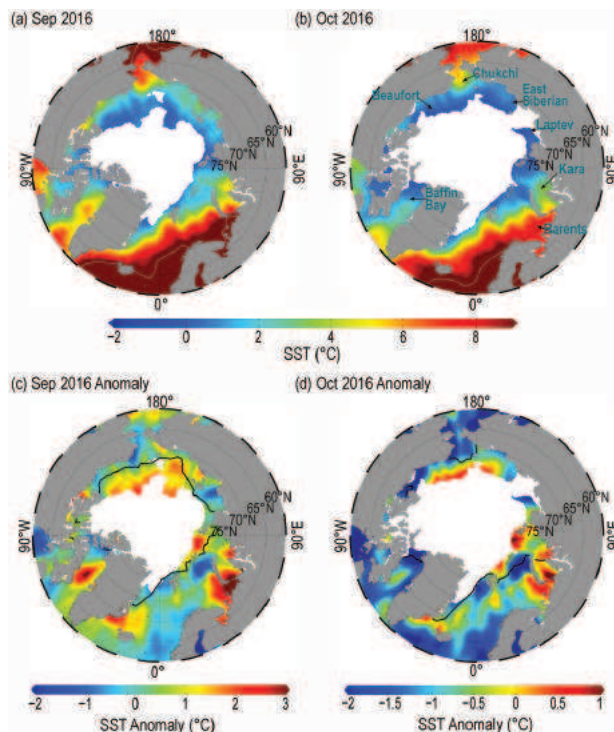 (a) Sep 2016
(b) Oct 2016
180°
180°
Chukchi
Beaufort
East
Siberian
Laptev
60°N
65°N
70°N
75°N
60°N
65°N
70°N
75°N
90°W
90°E
90°W
90°E
Kara
Baffin
Bay
Barents
0°
0°
−2 0 2 4 6 8
SST (°C)
(c) Sep 2016 Anomaly
(d) Oct 2016 Anomaly
180°
180°
60°N
65°N
70°N
75°N
60°N
65°N
70°N
75°N
90°W
90°E
90°W
90°E
0°
0°
−2 −1 0 1 2 3
−2 −1.5 −1 −0.5 0 0.5 1
SST Anomaly (°C)
SST Anomaly (°C)